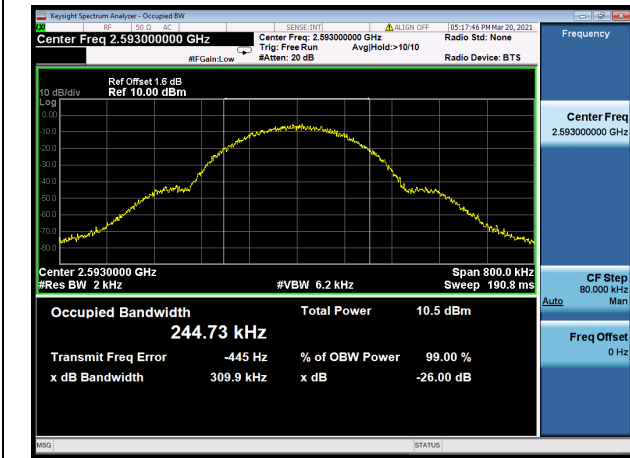 Keysight Spectrum Analyzer - Occupied BW
RF 50 Ω AC SENSE:INT ALIGN OFF 05:17:46 PM Mar 20, 2021
Center Freq 2.593000000 GHz
Center Freq: 2.593000000 GHz
Radio Std: None
Trig: Free Run Avg|Hold:>10/10
#IFGain:Low #Atten: 20 dB Radio Device: BTS
Ref Offset 1.6 dB
10 dB/div Ref 10.00 dBm
Log
0.00
-10.0
-20.0
-30.0
-40.0
-50.0
-60.0
-70.0
-80.0
Center 2.5930000 GHz Span 800.0 kHz
#Res BW 2 kHz #VBW 6.2 kHz Sweep 190.8 ms
Occupied Bandwidth Total Power 10.5 dBm
244.73 kHz
Transmit Freq Error -445 Hz % of OBW Power 99.00 %
x dB Bandwidth 309.9 kHz x dB -26.00 dB
MSG STATUS
Frequency
Center Freq
2.593000000 GHz
CF Step
80.000 kHz
Auto Man
Freq Offset
0 Hz